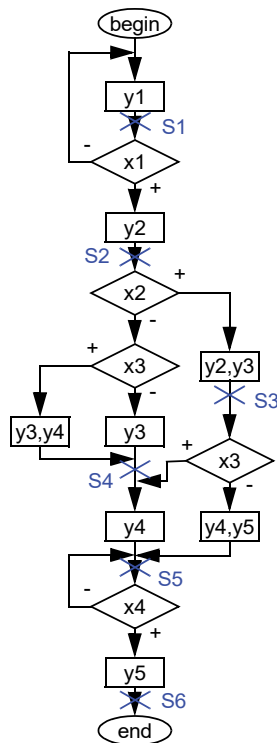 begin
y1
S1
-
x1
+
y2
S2
+
x2
-
+
x3
-
y2,y3
S3
y3,y4
y3
+
x3
S4
-
y4
y4,y5
S5
-
x4
+
y5
S6
end